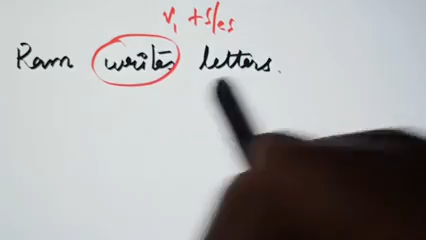 V₁ + s/es
Ram writes letters.